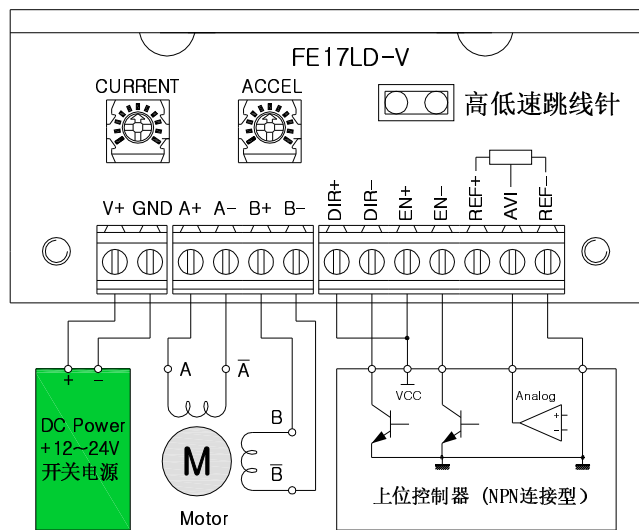 FE17LD-V
CURRENT
ACCEL
高低速跳线针
V+ GND A+ A- B+ B-
DIR+
DIR-
EN+
EN-
REF+
AVI
REF-
+ -
DC Power
+12~24V
开关电源
A
A
B
B
M
Motor
VCC
Analog
+
-
上位控制器 (NPN连接型)